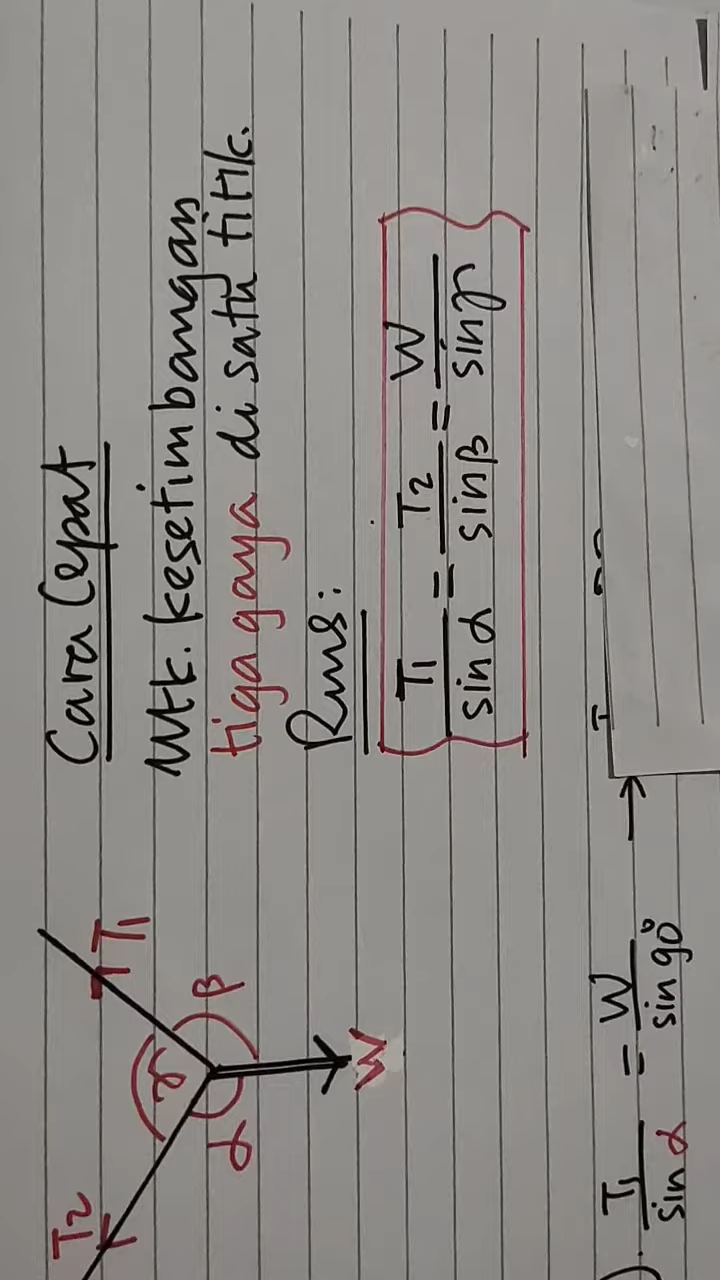 Cara Cepat
Utk. kesetimbangan
tiga gaya di satu titik.
Rms:
T1/sin α = T2/sin β = W/sin γ
T2
T1
γ
β
α
W
). T1/sin α = W/sin 90° →